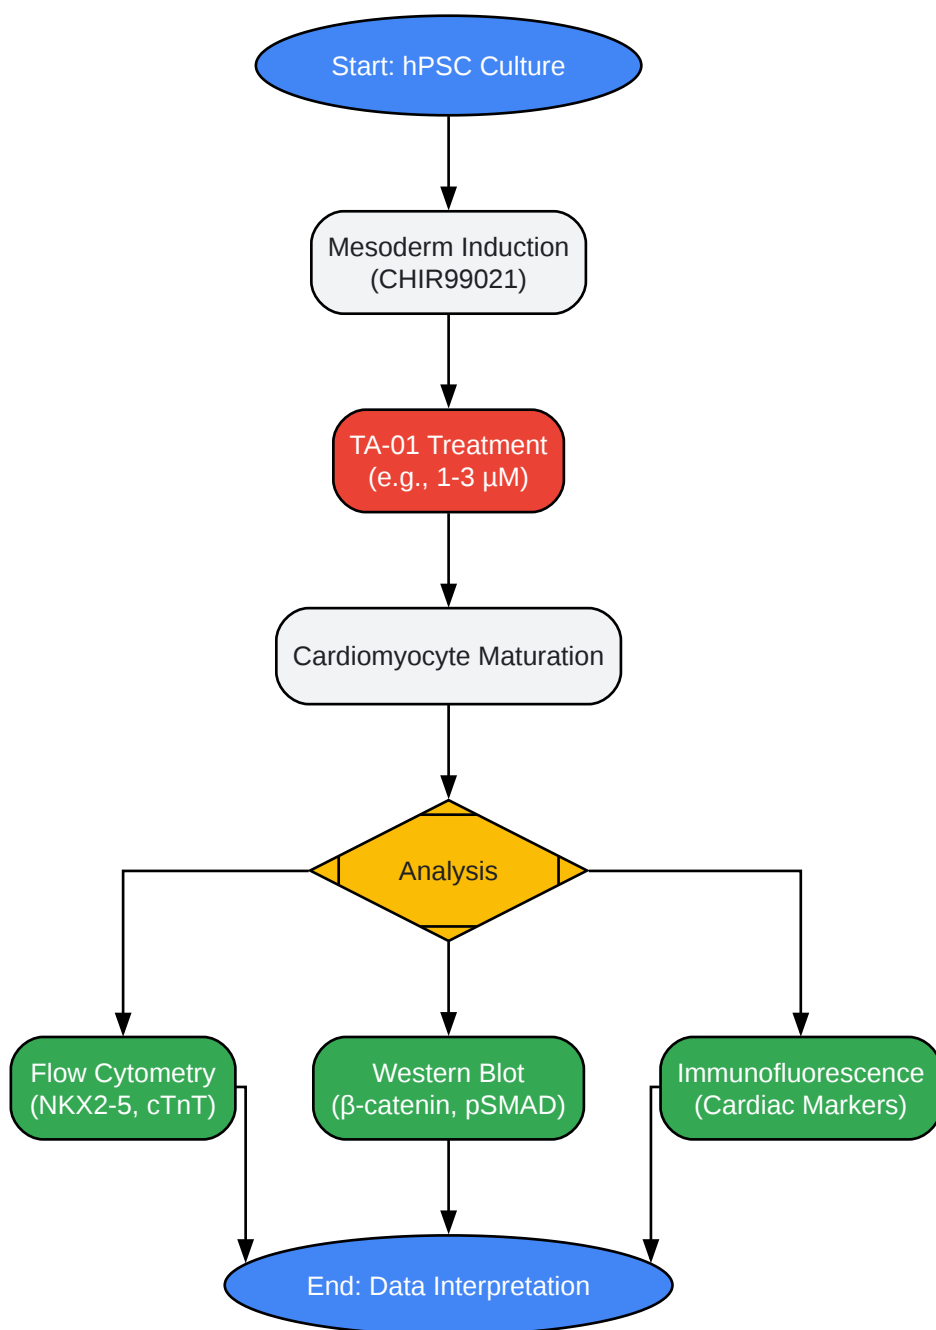 Start: hPSC Culture
Mesoderm Induction
(CHIR99021)
TA-01 Treatment
(e.g., 1-3 µM)
Cardiomyocyte Maturation
Analysis
Flow Cytometry
(NKX2-5, cTnT)
Western Blot
(β-catenin, pSMAD)
Immunofluorescence
(Cardiac Markers)
End: Data Interpretation